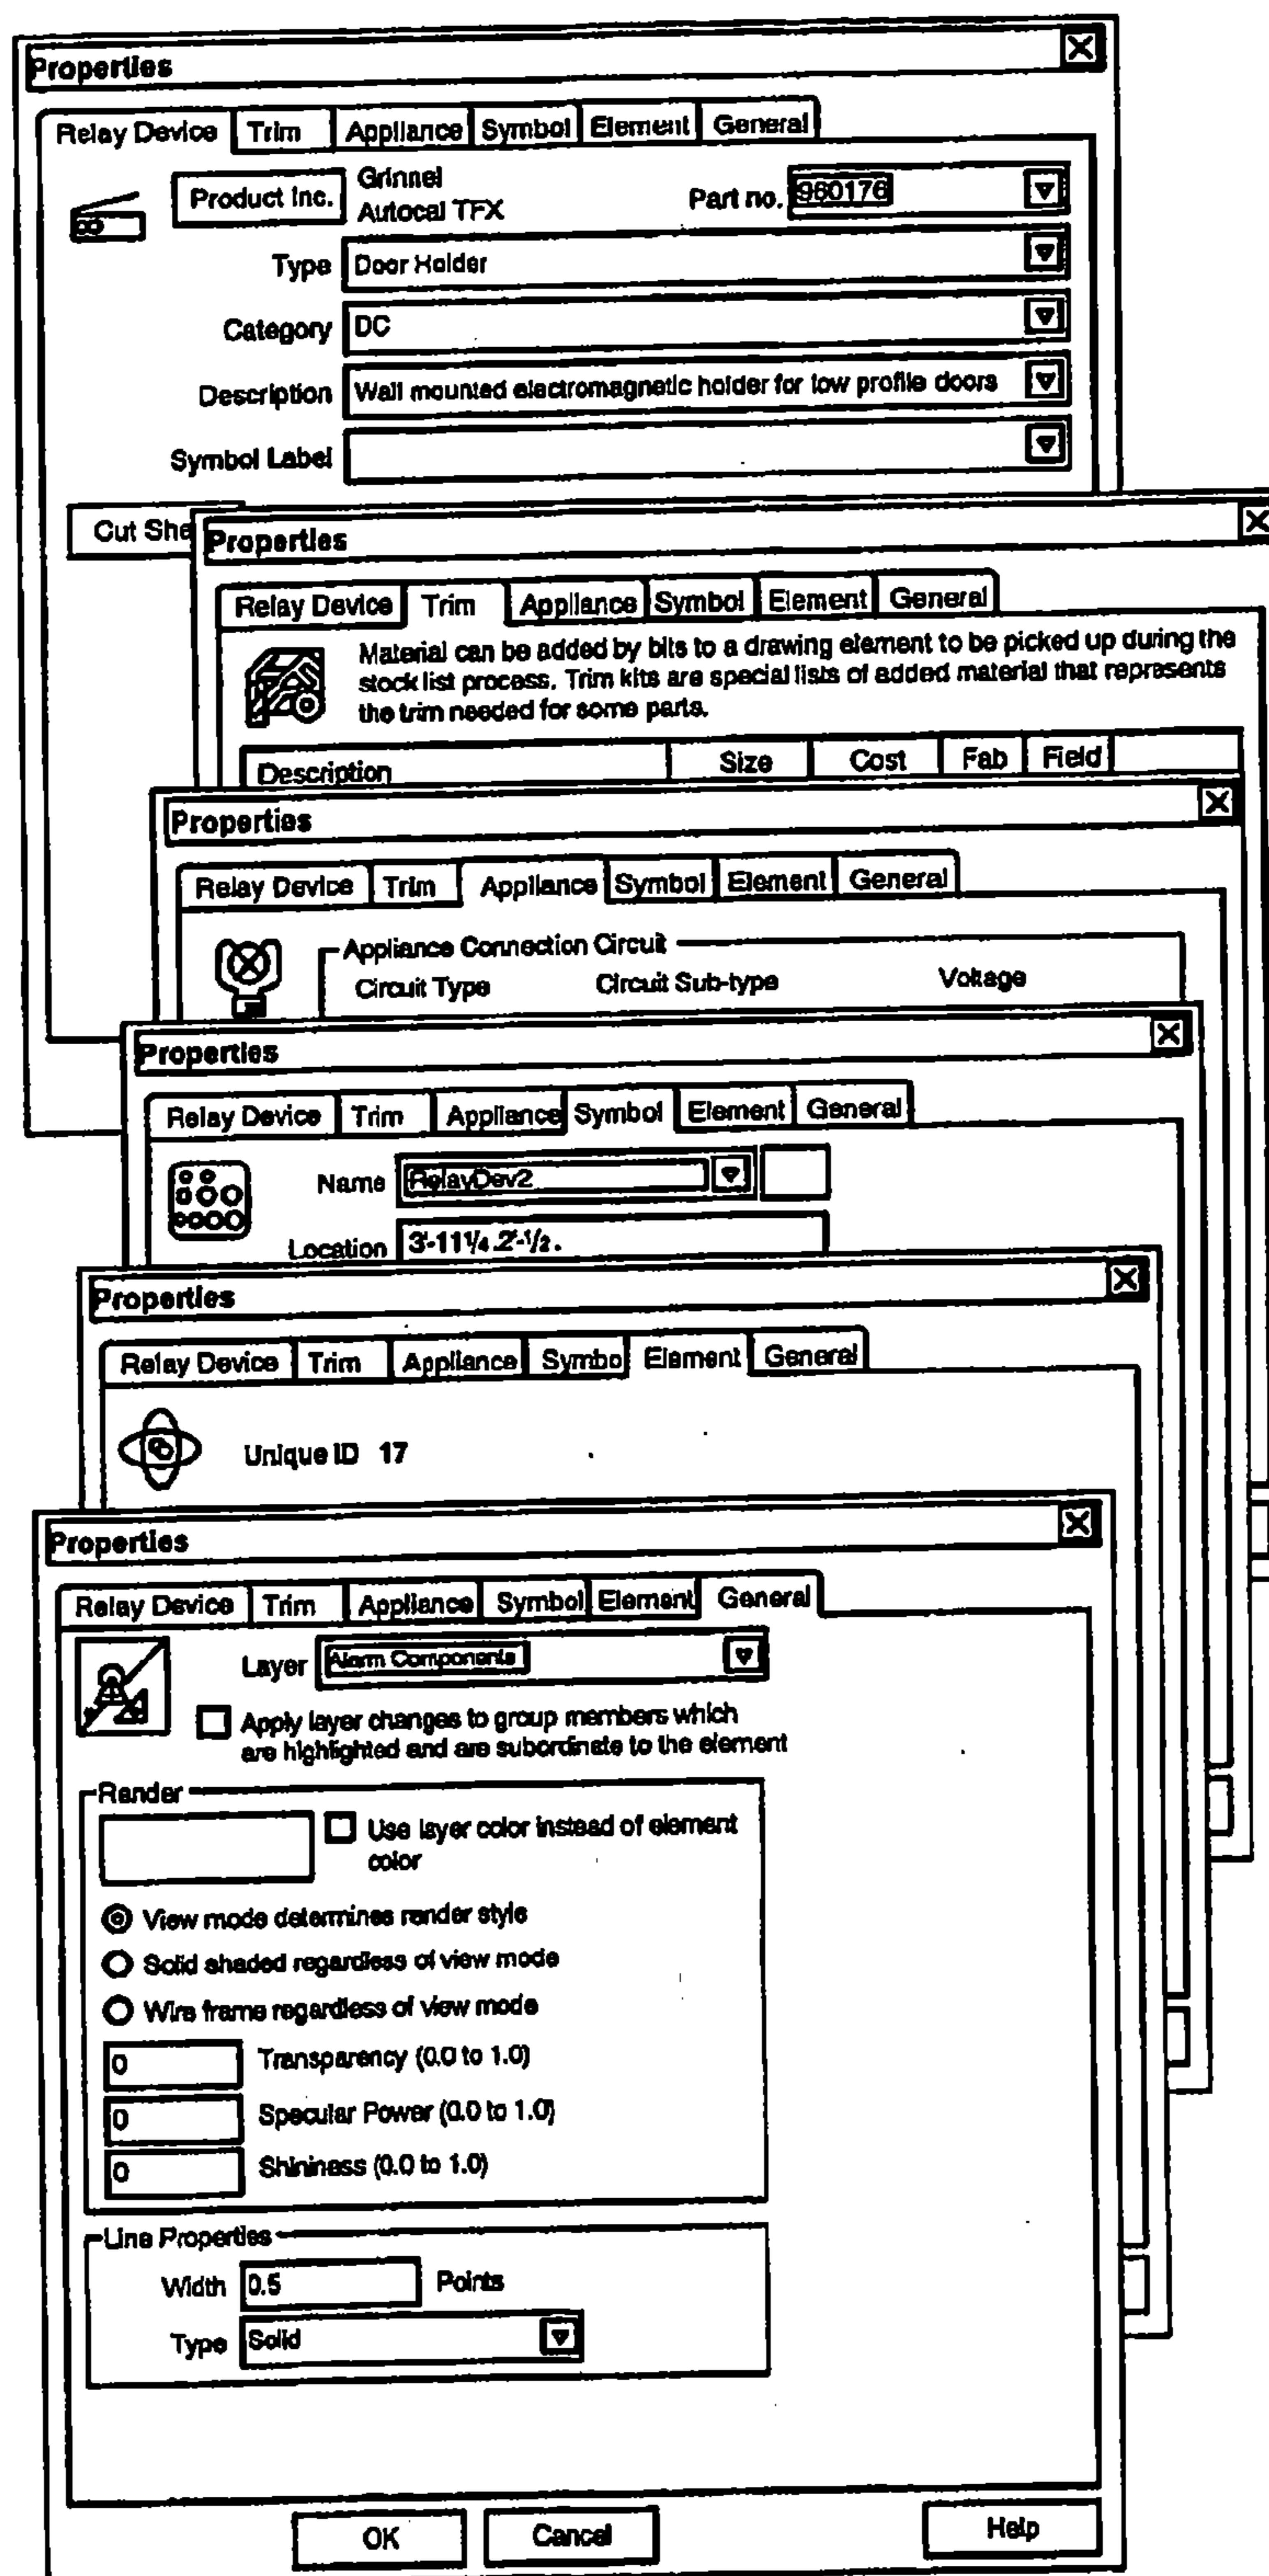 Properties
Relay Device Trim Appliance Symbol Element General
Product Inc. Grinnel
Autocal TFX
Part no. 960176
Type Door Holder
Category DC
Description Wall mounted electromagnetic holder for low profile doors
Symbol Label
Cut She
Properties
Relay Device Trim Appliance Symbol Element General
Material can be added by bits to a drawing element to be picked up during the
stock list process. Trim kits are special lists of added material that represents
the trim needed for some parts.
Description Size Cost Fab Field
Properties
Relay Device Trim Appliance Symbol Element General
Appliance Connection Circuit
Circuit Type Circuit Sub-type Voltage
Properties
Relay Device Trim Appliance Symbol Element General
Name RelayDev2
Location 3'-11¼.2'-½.
Properties
Relay Device Trim Appliance Symbo Element General
Unique ID 17
Properties
Relay Device Trim Appliance Symbol Element General
Layer Alarm Components
Apply layer changes to group members which
are highlighted and are subordinate to the element
Render
Use layer color instead of element
color
View mode determines render style
Solid shaded regardless of view mode
Wire frame regardless of view mode
0 Transparency (0.0 to 1.0)
0 Specular Power (0.0 to 1.0)
0 Shininess (0.0 to 1.0)
Line Properties
Width 0.5 Points
Type Solid
OK Cancel Help